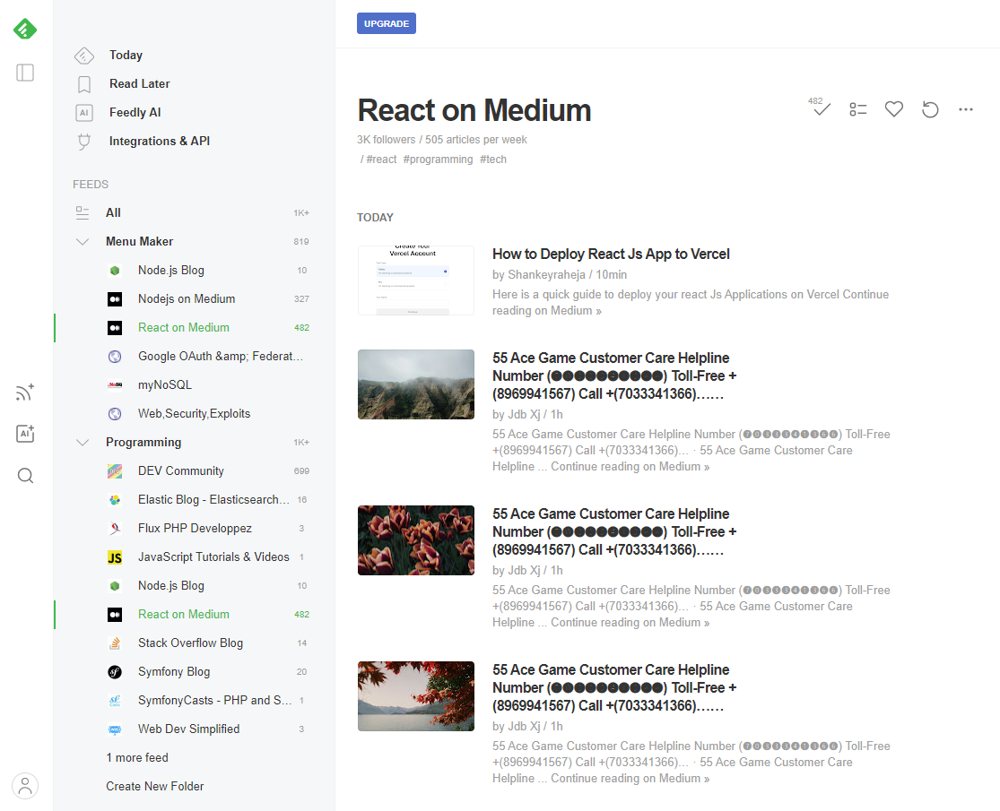 UPGRADE
Today
Read Later
AI
Feedly AI
Integrations & API
FEEDS
All 1K+
Menu Maker 819
Node.js Blog 10
Nodejs on Medium 327
React on Medium 482
Google OAuth &amp; Federat...
myNoSQL
Web,Security,Exploits
Programming 1K+
DEV Community 699
Elastic Blog - Elasticsearch... 16
Flux PHP Developpez 3
JS JavaScript Tutorials & Videos 1
Node.js Blog 10
React on Medium 482
Stack Overflow Blog 14
Symfony Blog 20
SymfonyCasts - PHP and S... 1
Web Dev Simplified 3
1 more feed
Create New Folder
AI
React on Medium
482
3K followers / 505 articles per week
/ #react #programming #tech
TODAY
Create Your
Vercel Account
How to Deploy React Js App to Vercel
by Shankeyraheja / 10min
Here is a quick guide to deploy your react Js Applications on Vercel Continue
reading on Medium »
55 Ace Game Customer Care Helpline
Number (❼⓿❸❸❸❹❶❸❻❻) Toll-Free +
(8969941567) Call +(7033341366)……
by Jdb Xj / 1h
55 Ace Game Customer Care Helpline Number (❼⓿❸❸❸❹❶❸❻❻) Toll-Free
+(8969941567) Call +(7033341366)… · 55 Ace Game Customer Care
Helpline ... Continue reading on Medium »
55 Ace Game Customer Care Helpline
Number (❼⓿❸❸❸❹❶❸❻❻) Toll-Free +
(8969941567) Call +(7033341366)……
by Jdb Xj / 1h
55 Ace Game Customer Care Helpline Number (❼⓿❸❸❸❹❶❸❻❻) Toll-Free
+(8969941567) Call +(7033341366)… · 55 Ace Game Customer Care
Helpline ... Continue reading on Medium »
55 Ace Game Customer Care Helpline
Number (❼⓿❸❸❸❹❶❸❻❻) Toll-Free +
(8969941567) Call +(7033341366)……
by Jdb Xj / 1h
55 Ace Game Customer Care Helpline Number (❼⓿❸❸❸❹❶❸❻❻) Toll-Free
+(8969941567) Call +(7033341366)… · 55 Ace Game Customer Care
Helpline ... Continue reading on Medium »